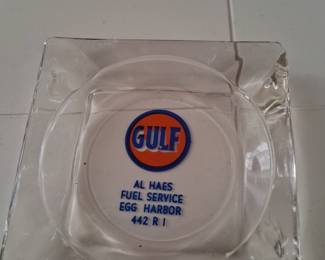 GULF
AL HAES
FUEL SERVICE
EGG HARBOR
442 R 1